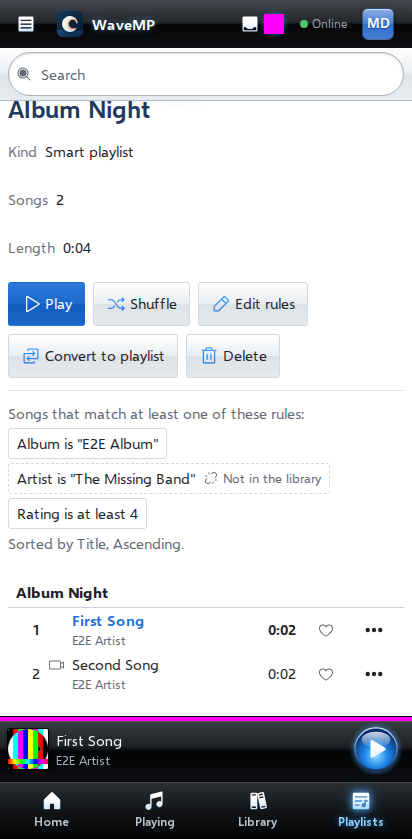 WaveMP
Online
MD
Search
Album Night
Kind Smart playlist
Songs 2
Length 0:04
Play
Shuffle
Edit rules
Convert to playlist
Delete
Songs that match at least one of these rules:
Album is "E2E Album"
Artist is "The Missing Band" Not in the library
Rating is at least 4
Sorted by Title, Ascending.
Album Night
1 First Song 0:02
E2E Artist
2 Second Song 0:02
E2E Artist
First Song
E2E Artist
Home
Playing
Library
Playlists